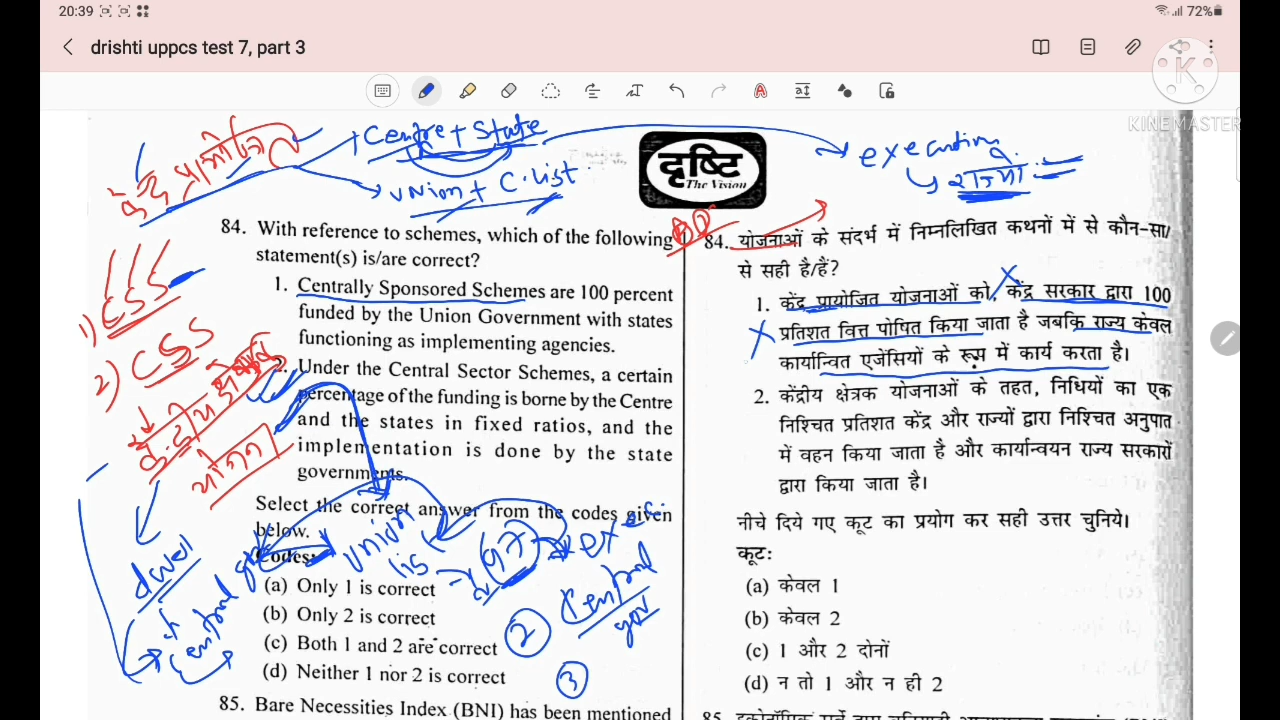 20:39
72%
drishti uppcs test 7, part 3
K
KINEMASTER
Centre + State
executing
केंद्र प्रायोजित
union + C. list
राज्यो
दृष्टि
The Vision
84. With reference to schemes, which of the following
statement(s) is/are correct?
1. Centrally Sponsored Schemes are 100 percent
funded by the Union Government with states
functioning as implementing agencies.
2. Under the Central Sector Schemes, a certain
percentage of the funding is borne by the Centre
and the states in fixed ratios, and the
implementation is done by the state
governments.
Select the correct answer from the codes given
below.
Codes:
(a) Only 1 is correct
(b) Only 2 is correct
(c) Both 1 and 2 are correct
(d) Neither 1 nor 2 is correct
85. Bare Necessities Index (BNI) has been mentioned
1) CSSS
2) CSS
union
lis
97
ex
Central
gov
Central
2
3
84. योजनाओं के संदर्भ में निम्नलिखित कथनों में से कौन-सा/
से सही है/हैं?
1. केंद्र प्रायोजित योजनाओं को, केंद्र सरकार द्वारा 100
प्रतिशत वित्त पोषित किया जाता है जबकि राज्य केवल
कार्यान्वित एजेंसियों के रूप में कार्य करता है।
2. केंद्रीय क्षेत्रक योजनाओं के तहत, निधियों का एक
निश्चित प्रतिशत केंद्र और राज्यों द्वारा निश्चित अनुपात
में वहन किया जाता है और कार्यान्वयन राज्य सरकारों
द्वारा किया जाता है।
नीचे दिये गए कूट का प्रयोग कर सही उत्तर चुनिये।
कूटः
(a) केवल 1
(b) केवल 2
(c) 1 और 2 दोनों
(d) न तो 1 और न ही 2